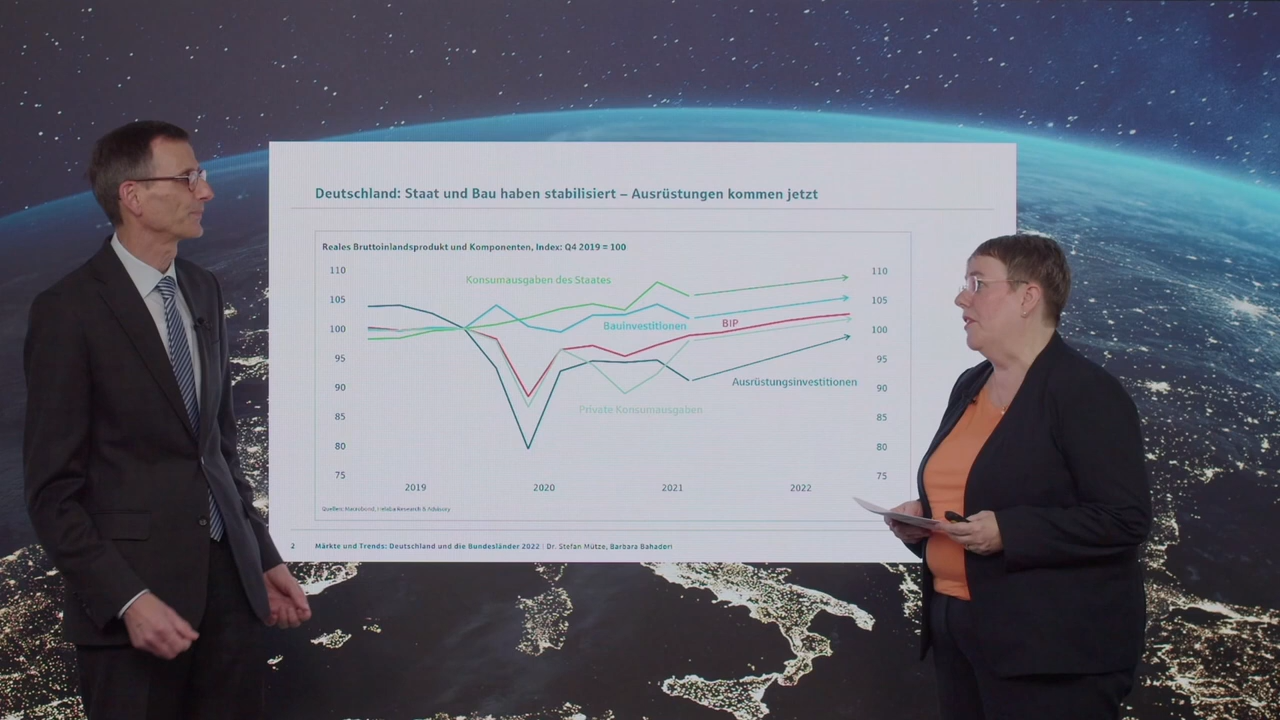 Deutschland: Staat und Bau haben stabilisiert – Ausrüstungen kommen jetzt
Reales Bruttoinlandsprodukt und Komponenten, Index: Q4 2019 = 100
110
105
100
95
90
85
80
75
Konsumausgaben des Staates
Bauinvestitionen
BIP
Ausrüstungsinvestitionen
Private Konsumausgaben
110
105
100
95
90
85
80
75
2019
2020
2021
2022
Quellen: Macrobond, Helaba Research & Advisory
2 Märkte und Trends: Deutschland und die Bundesländer 2022 | Dr. Stefan Mütze, Barbara Bahadori